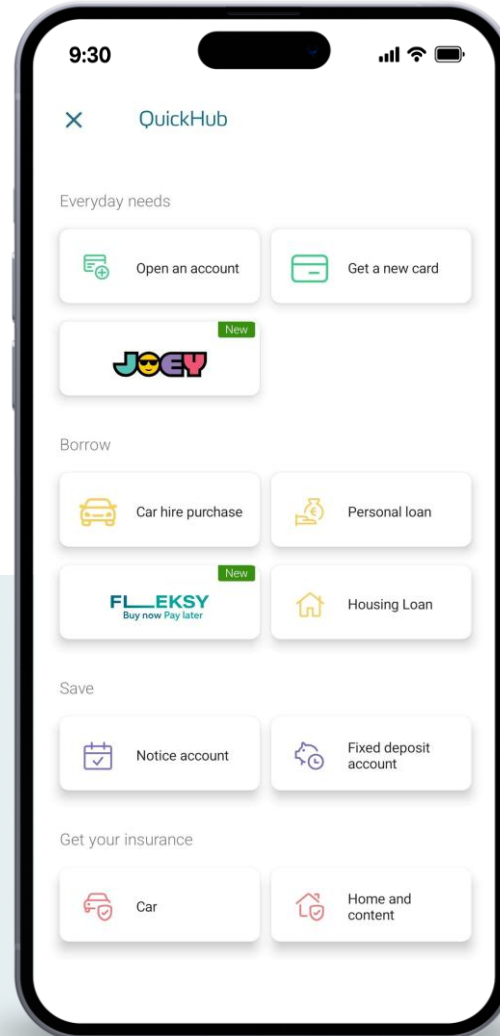 9:30
QuickHub
Everyday needs
Open an account
Get a new card
New
JOEY
Borrow
Car hire purchase
Personal loan
New
FL_EKSY
Buy now Pay later
Housing Loan
Save
Notice account
Fixed deposit
account
Get your insurance
Car
Home and
content